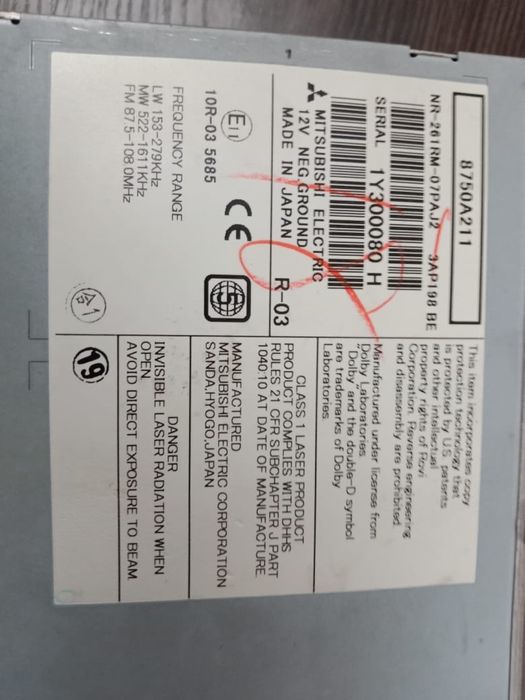 8750A211
NR-261RM-07PAJ2 3AP198 BE
SERIAL 1Y300080 H
MITSUBISHI ELECTRIC
12V NEG GROUND
MADE IN JAPAN R-03
E11
10R-03 5685
CE
5
FREQUENCY RANGE
LW 153-279KHz
MW 522-1611KHz
FM 87.5-108.0MHz
1
This item incorporates copy
protection technology that
is protected by U.S. patents
and other intellectual
property rights of Rovi
Corporation. Reverse engineering
and disassembly are prohibited.
Manufactured under license from
Dolby Laboratories.
"Dolby" and the double-D symbol
are trademarks of Dolby
Laboratories.
CLASS 1 LASER PRODUCT
PRODUCT COMPLIES WITH DHHS
RULES 21 CFR SUBCHAPTER J PART
1040.10 AT DATE OF MANUFACTURE.
MANUFACTURED
MITSUBISHI ELECTRIC CORPORATION
SANDA,HYOGO,JAPAN
DANGER
INVISIBLE LASER RADIATION WHEN
OPEN.
AVOID DIRECT EXPOSURE TO BEAM.
19